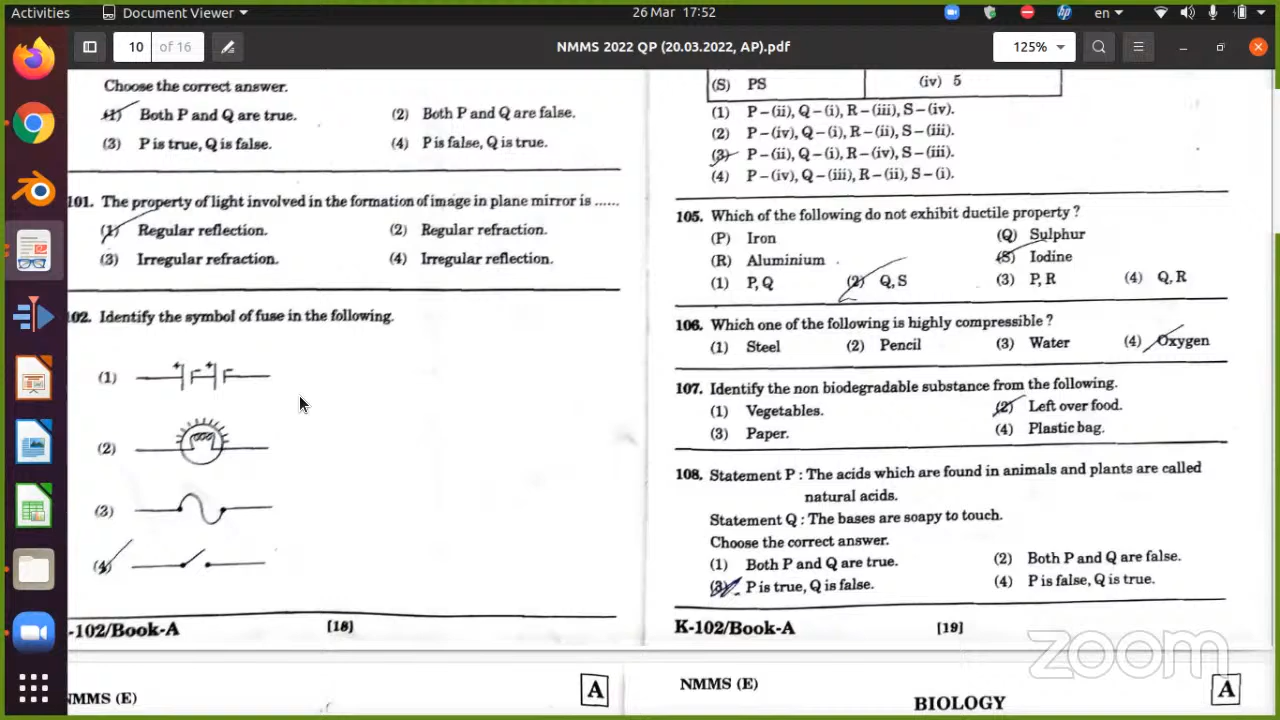 Activities
Document Viewer
26 Mar 17:52
en
10
of 16
NMMS 2022 QP (20.03.2022, AP).pdf
125%
Choose the correct answer.
(1) Both P and Q are true.
(2) Both P and Q are false.
(3) P is true, Q is false.
(4) P is false, Q is true.
101. The property of light involved in the formation of image in plane mirror is ......
(1) Regular reflection.
(2) Regular refraction.
(3) Irregular refraction.
(4) Irregular reflection.
02. Identify the symbol of fuse in the following.
(1)
(2)
(3)
(4)
-102/Book-A
[18]
NMMS (E)
A
(S) PS
(iv) 5
(1) P–(ii), Q–(i), R–(iii), S–(iv).
(2) P–(iv), Q–(i), R–(ii), S–(iii).
(3) P–(ii), Q–(i), R–(iv), S–(iii).
(4) P–(iv), Q–(iii), R–(ii), S–(i).
105. Which of the following do not exhibit ductile property ?
(P) Iron
(Q) Sulphur
(R) Aluminium
(S) Iodine
(1) P, Q
(2) Q, S
(3) P, R
(4) Q, R
106. Which one of the following is highly compressible ?
(1) Steel
(2) Pencil
(3) Water
(4) Oxygen
107. Identify the non biodegradable substance from the following.
(1) Vegetables.
(2) Left over food.
(3) Paper.
(4) Plastic bag.
108. Statement P : The acids which are found in animals and plants are called
natural acids.
Statement Q : The bases are soapy to touch.
Choose the correct answer.
(1) Both P and Q are true.
(2) Both P and Q are false.
(3) P is true, Q is false.
(4) P is false, Q is true.
K-102/Book-A
[19]
zoom
NMMS (E)
A
BIOLOGY